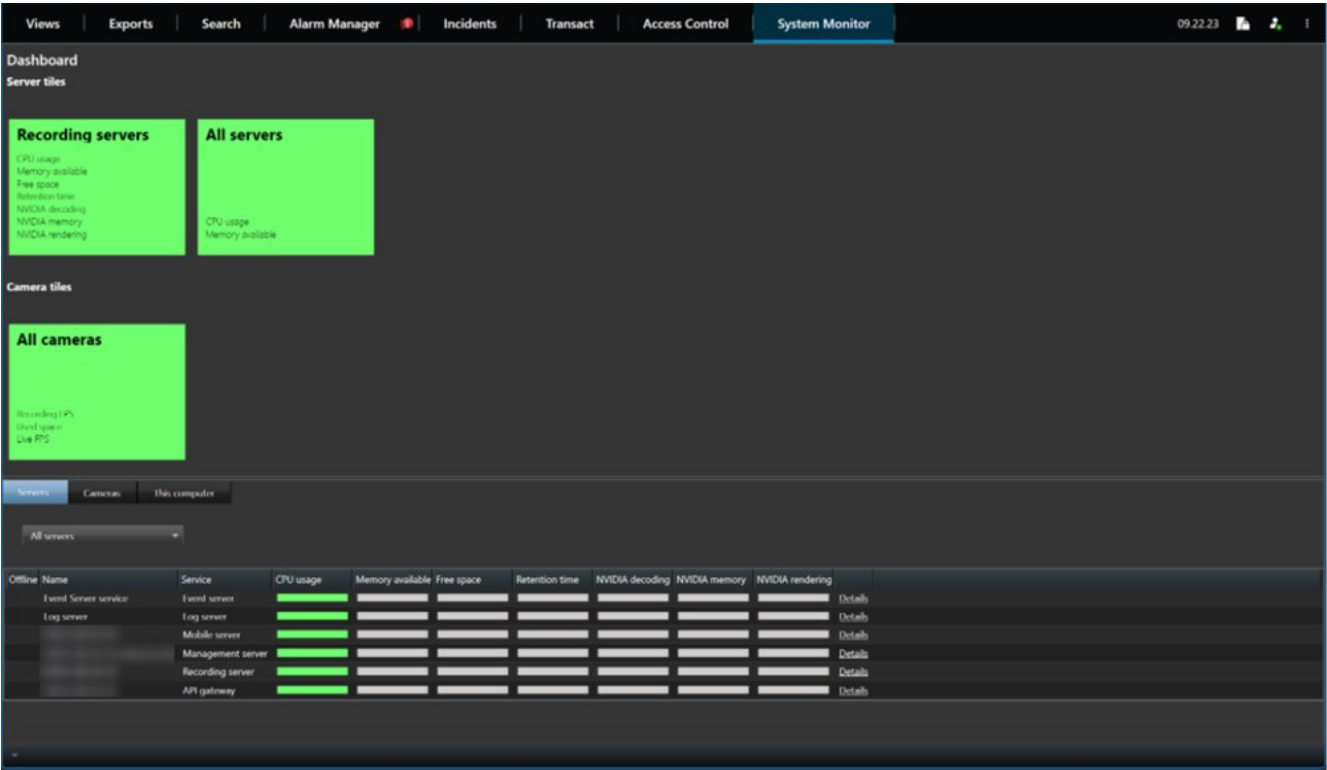 Views Exports Search Alarm Manager Incidents Transact Access Control System Monitor 09.22.23
Dashboard
Server tiles
Recording servers
CPU usage
Memory available
Free space
Retention time
NVIDIA decoding
NVIDIA memory
NVIDIA rendering
All servers
CPU usage
Memory available
Camera tiles
All cameras
Recording FPS
Used space
Live FPS
Servers Cameras This computer
All servers
Offline Name Service CPU usage Memory available Free space Retention time NVIDIA decoding NVIDIA memory NVIDIA rendering
Event Server service Event server Details
Log server Log server Details
Mobile server Details
Management server Details
Recording server Details
API gateway Details